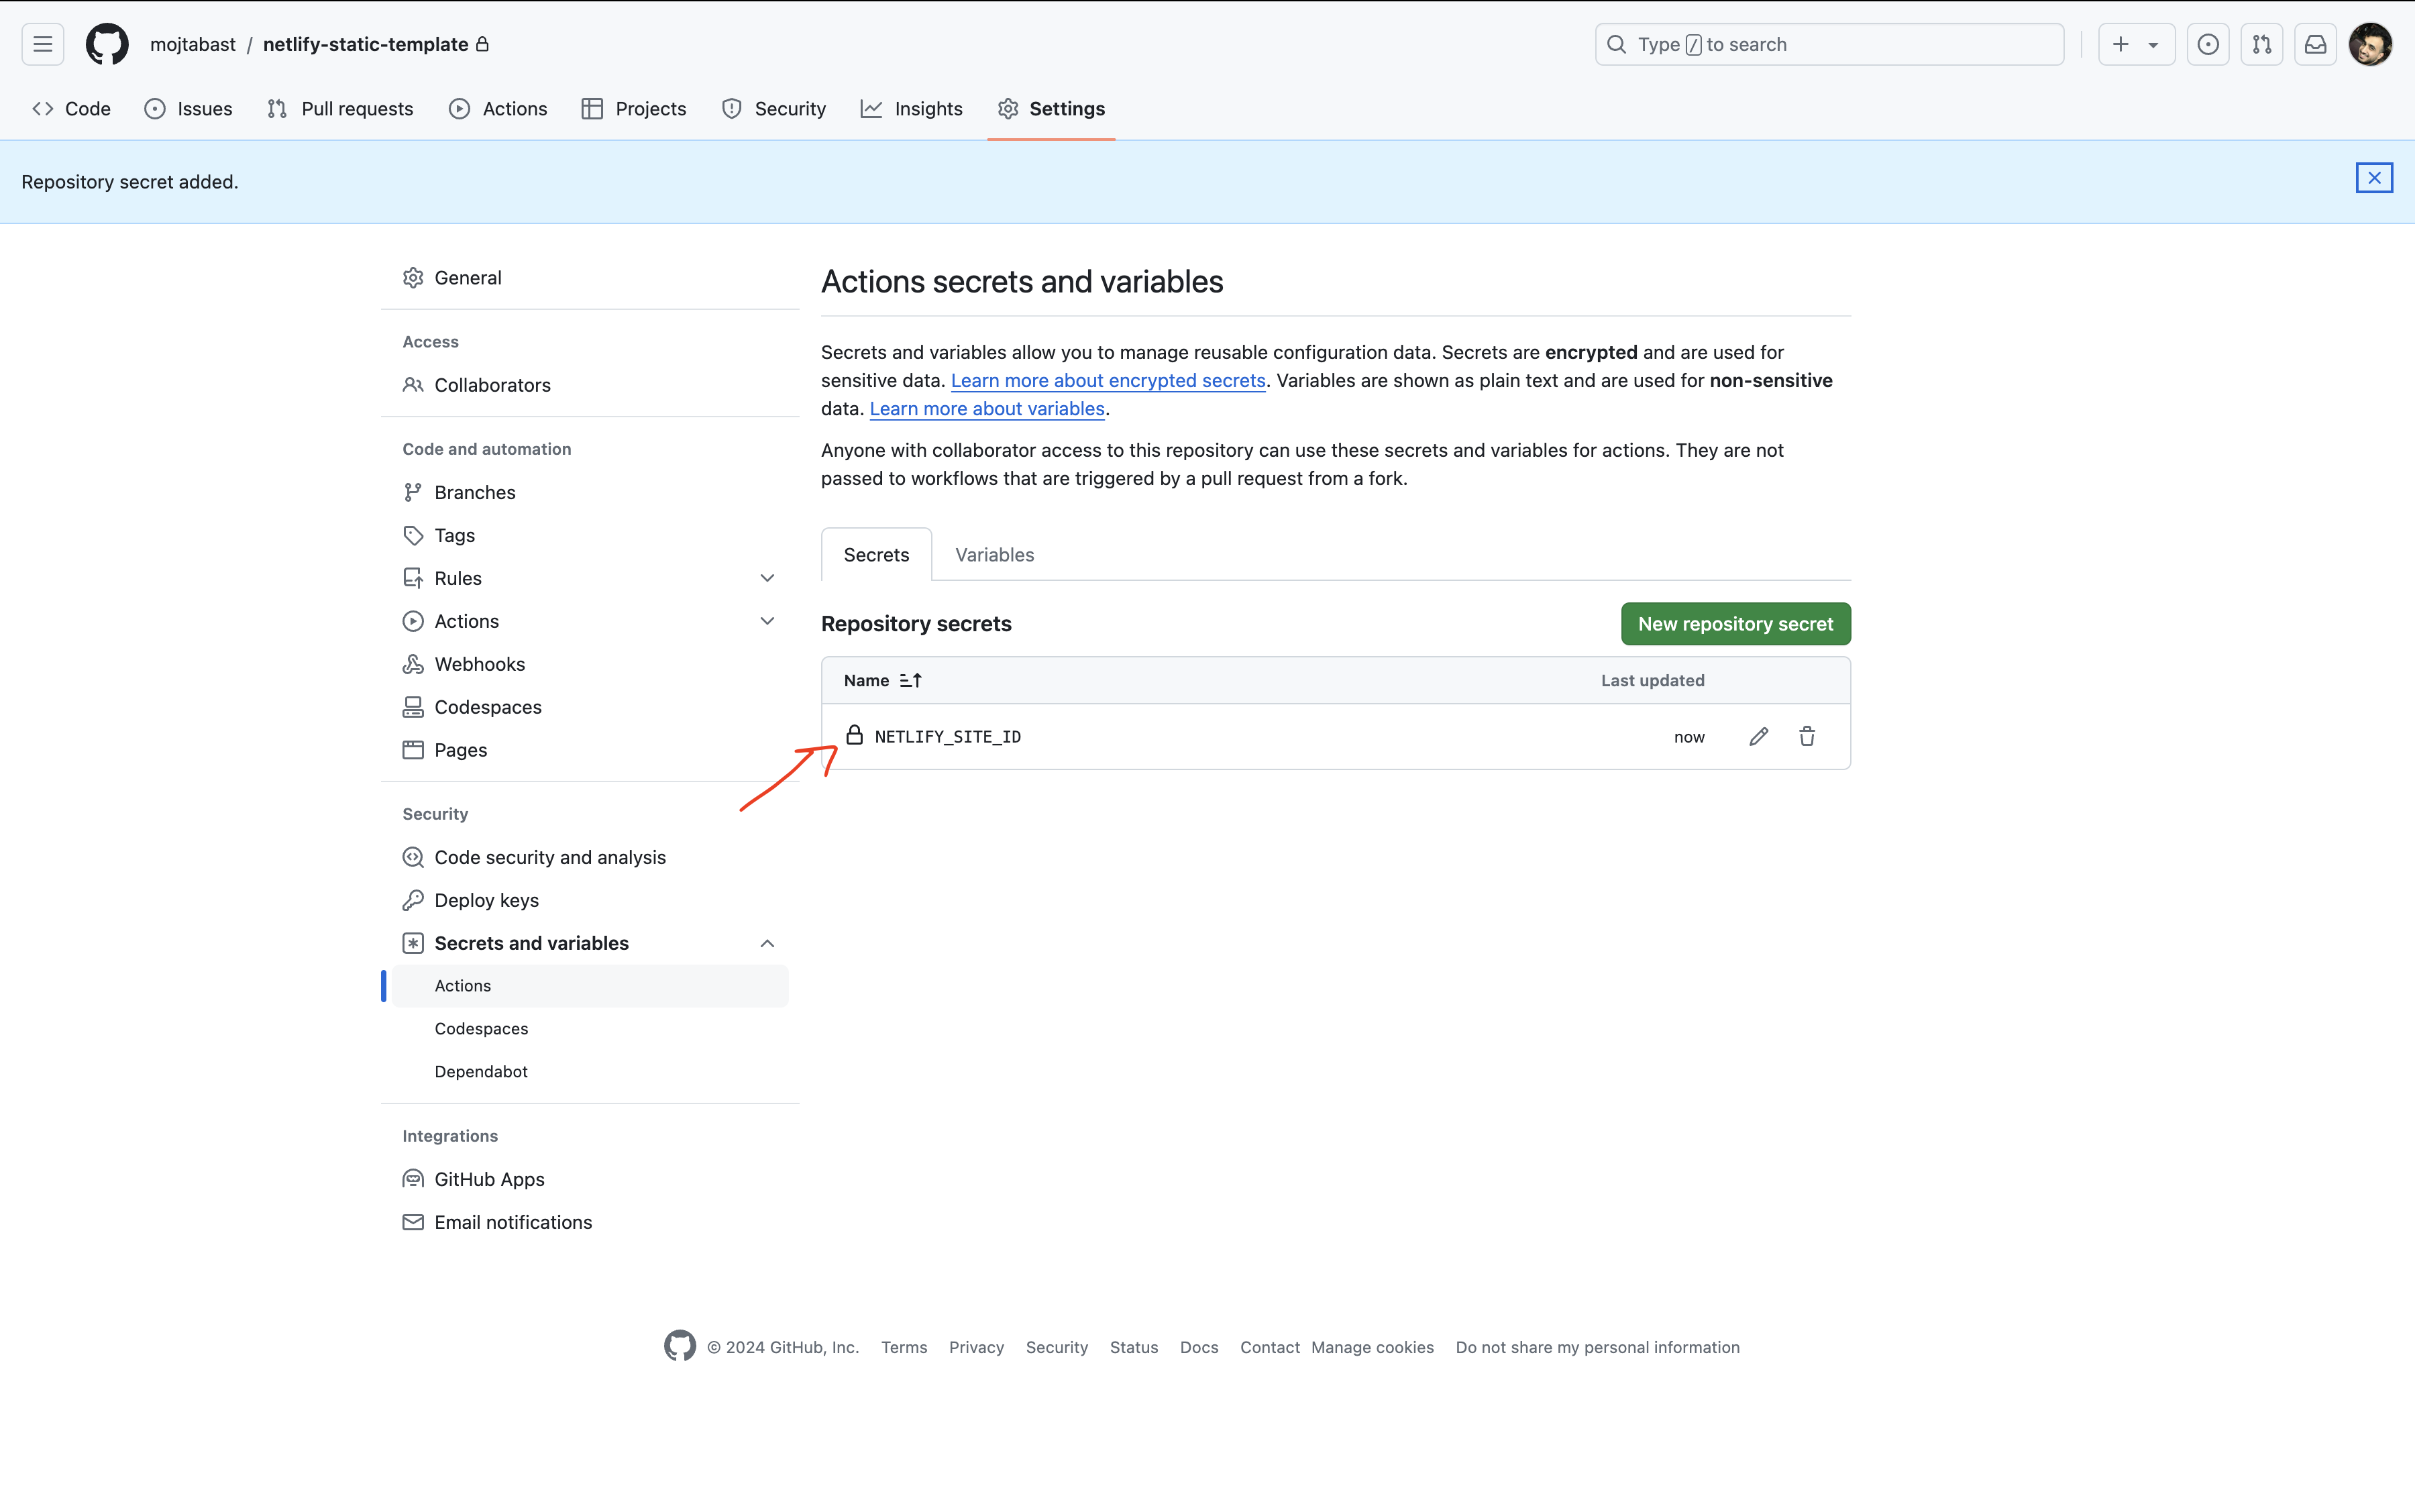 mojtabast / netlify-static-template
Type / to search
Code
Issues
Pull requests
Actions
Projects
Security
Insights
Settings
Repository secret added.
General
Access
Collaborators
Code and automation
Branches
Tags
Rules
Actions
Webhooks
Codespaces
Pages
Security
Code security and analysis
Deploy keys
Secrets and variables
Actions
Codespaces
Dependabot
Integrations
GitHub Apps
Email notifications
Actions secrets and variables
Secrets and variables allow you to manage reusable configuration data. Secrets are encrypted and are used for
sensitive data. Learn more about encrypted secrets. Variables are shown as plain text and are used for non-sensitive
data. Learn more about variables.
Anyone with collaborator access to this repository can use these secrets and variables for actions. They are not
passed to workflows that are triggered by a pull request from a fork.
Secrets
Variables
Repository secrets
New repository secret
Name
Last updated
NETLIFY_SITE_ID
now
© 2024 GitHub, Inc.
Terms
Privacy
Security
Status
Docs
Contact
Manage cookies
Do not share my personal information